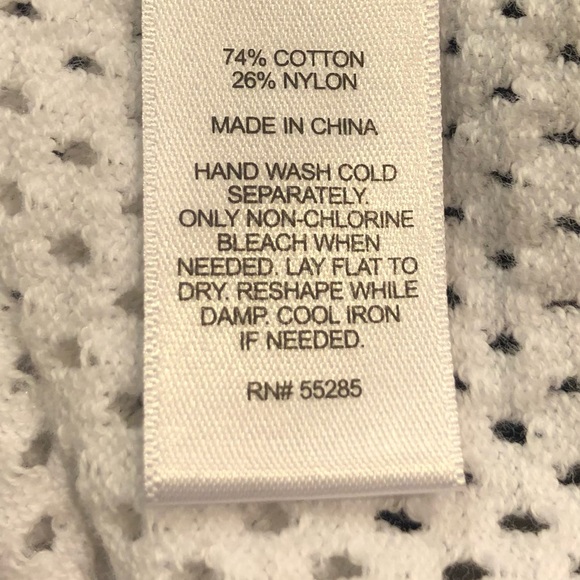 74% COTTON
26% NYLON
MADE IN CHINA
HAND WASH COLD
SEPARATELY.
ONLY NON-CHLORINE
BLEACH WHEN
NEEDED. LAY FLAT TO
DRY. RESHAPE WHILE
DAMP. COOL IRON
IF NEEDED.
RN# 55285